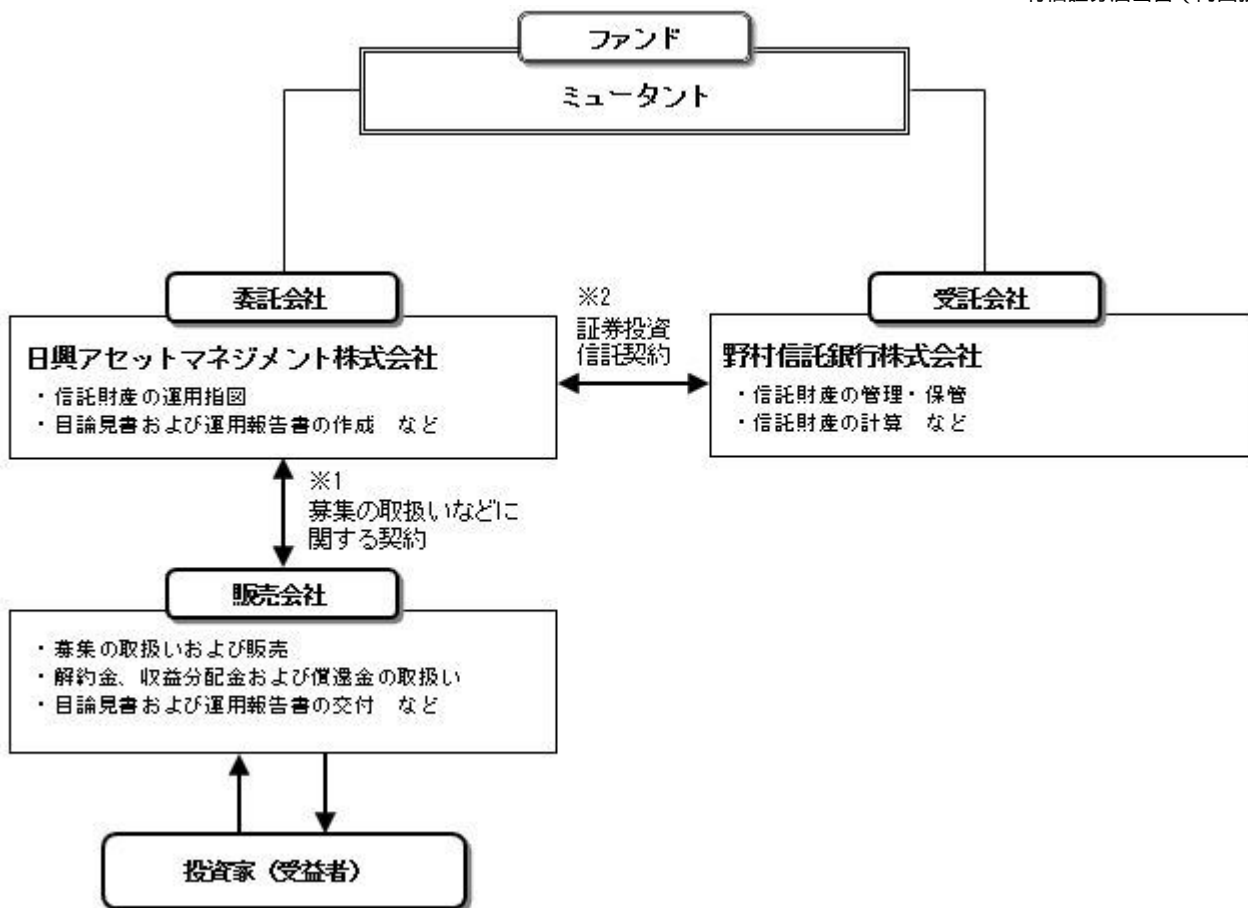 ファンド
ミュータント
委託会社
日興アセットマネジメント株式会社
・信託財産の運用指図
・目論見書および運用報告書の作成　など
※2
証券投資
信託契約
受託会社
野村信託銀行株式会社
・信託財産の管理・保管
・信託財産の計算　など
※1
募集の取扱いなどに
関する契約
販売会社
・募集の取扱いおよび販売
・解約金、収益分配金および償還金の取扱い
・目論見書および運用報告書の交付　など
投資家（受益者）